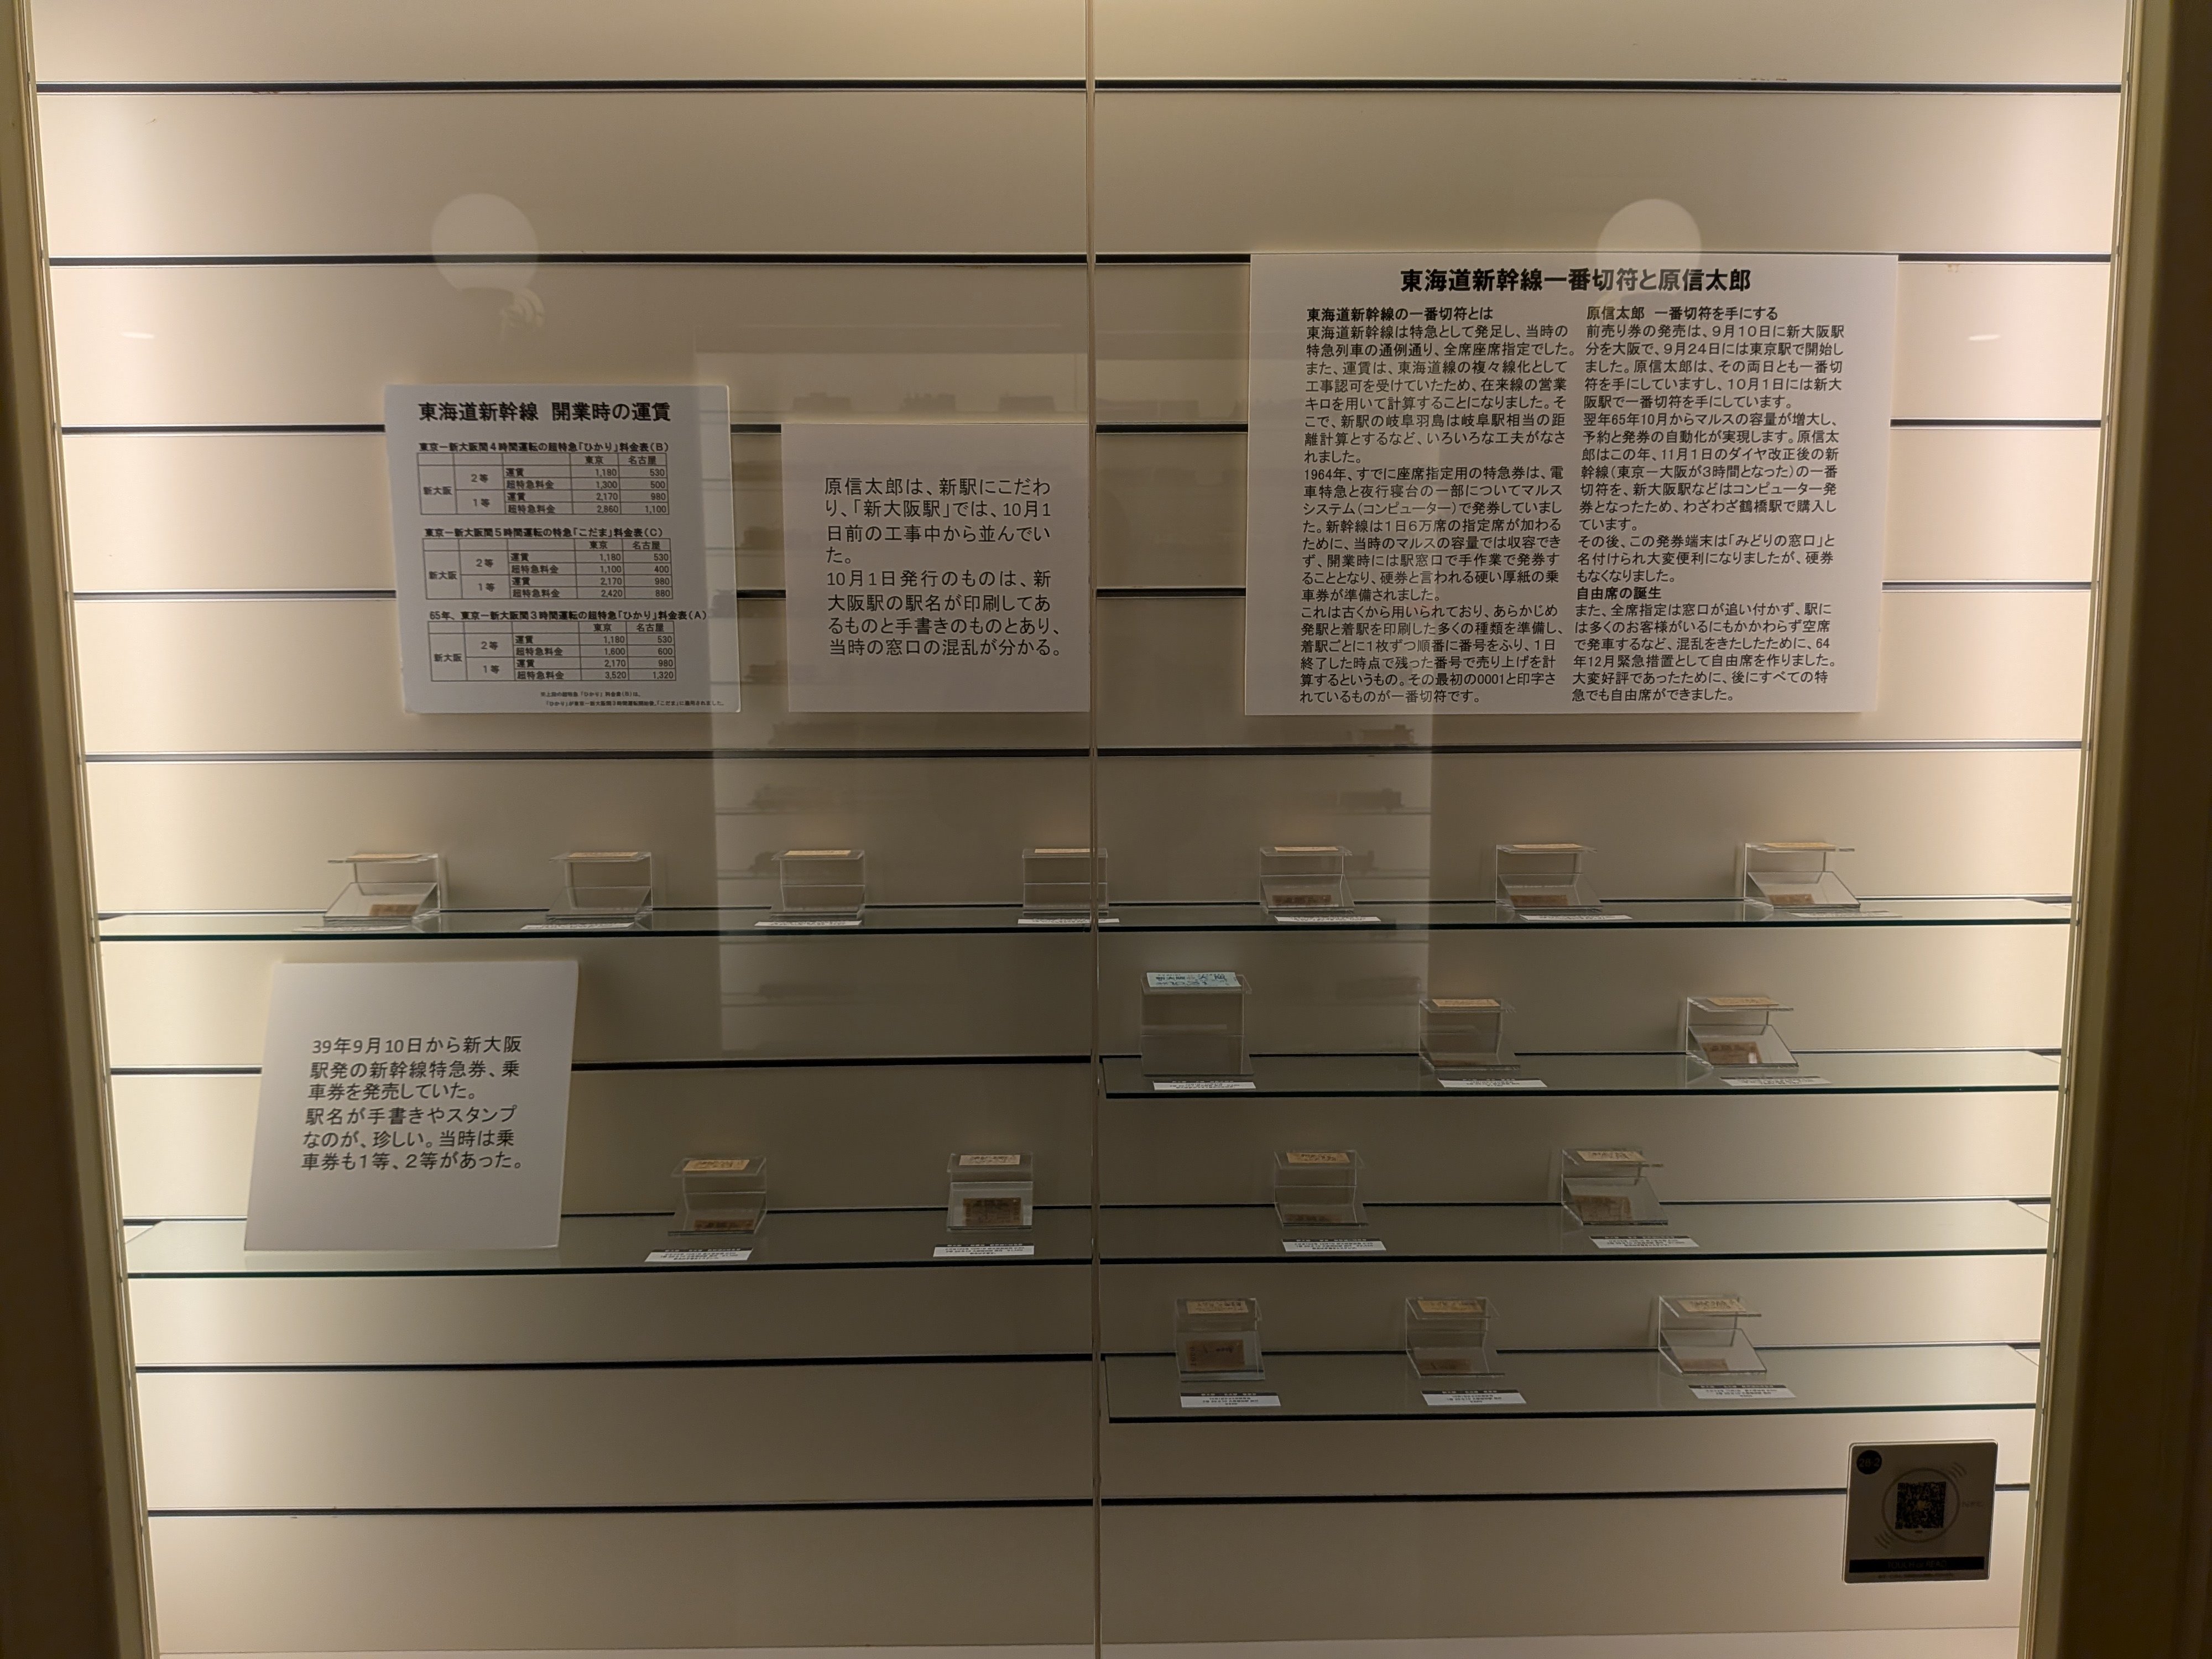 東海道新幹線 開業時の運賃
東京ー新大阪間4時間運転の超特急「ひかり」料金表(B)
東京 名古屋
新大阪 2等 運賃 1,180 530
超特急料金 1,300 500
1等 運賃 2,170 980
超特急料金 2,860 1,100
東京ー新大阪間5時間運転の特急「こだま」料金表(C)
東京 名古屋
新大阪 2等 運賃 1,180 530
超特急料金 1,100 400
1等 運賃 2,170 980
超特急料金 2,420 880
65年、東京ー新大阪間3時間運転の超特急「ひかり」料金表(A)
東京 名古屋
新大阪 2等 運賃 1,180 530
超特急料金 1,600 600
1等 運賃 2,170 980
超特急料金 3,520 1,320
原信太郎は、新駅にこだわ
り、「新大阪駅」では、10月1
日前の工事中から並んでい
た。
10月1日発行のものは、新
大阪駅の駅名が印刷してあ
るものと手書きのものとあり、
当時の窓口の混乱が分かる。
東海道新幹線一番切符と原信太郎
東海道新幹線の一番切符とは
東海道新幹線は特急として発足し、当時の
特急列車の通例通り、全席座席指定でした。
また、運賃は、東海道線の複々線化として
工事認可を受けていたため、在来線の営業
キロを用いて計算することになりました。そ
こで、新駅の岐阜羽島は岐阜駅相当の距
離計算とするなど、いろいろな工夫がなさ
れました。
1964年、すでに座席指定用の特急券は、電
車特急と夜行寝台の一部についてマルス
システム(コンピューター)で発券していまし
た。新幹線は1日6万席の指定席が加わる
ために、当時のマルスの容量では収容でき
ず、開業時には駅窓口で手作業で発券す
ることとなり、硬券と言われる硬い厚紙の乗
車券が準備されました。
これは古くから用いられており、あらかじめ
発駅と着駅を印刷した多くの種類を準備し、
着駅ごとに1枚ずつ順番に番号をふり、1日
終了した時点で残った番号で売り上げを計
算するというもの。その最初の0001と印字さ
れているものが一番切符です。
原信太郎 一番切符を手にする
前売り券の発売は、9月10日に新大阪駅
分を大阪で、9月24日には東京駅で開始し
ました。原信太郎は、その両日とも一番切
符を手にしていますし、10月1日には新大
阪駅で一番切符を手にしています。
翌年65年10月からマルスの容量が増大し、
予約と発券の自動化が実現します。原信太
郎はこの年、11月1日のダイヤ改正後の新
幹線(東京ー大阪が3時間となった)の一番
切符を、新大阪駅などはコンピューター発
券となったため、わざわざ鶴橋駅で購入し
ています。
その後、この発券端末は「みどりの窓口」と
名付けられ大変便利になりましたが、硬券
もなくなりました。
自由席の誕生
また、全席指定は窓口が追い付かず、駅に
は多くのお客様がいるにもかかわらず空席
で発車するなど、混乱をきたしたために、64
年12月緊急措置として自由席を作りました。
大変好評であったために、後にすべての特
急でも自由席ができました。
39年9月10日から新大阪
駅発の新幹線特急券、乗
車券を発売していた。
駅名が手書きやスタンプ
なのが、珍しい。当時は乗
車券も1等、2等があった。